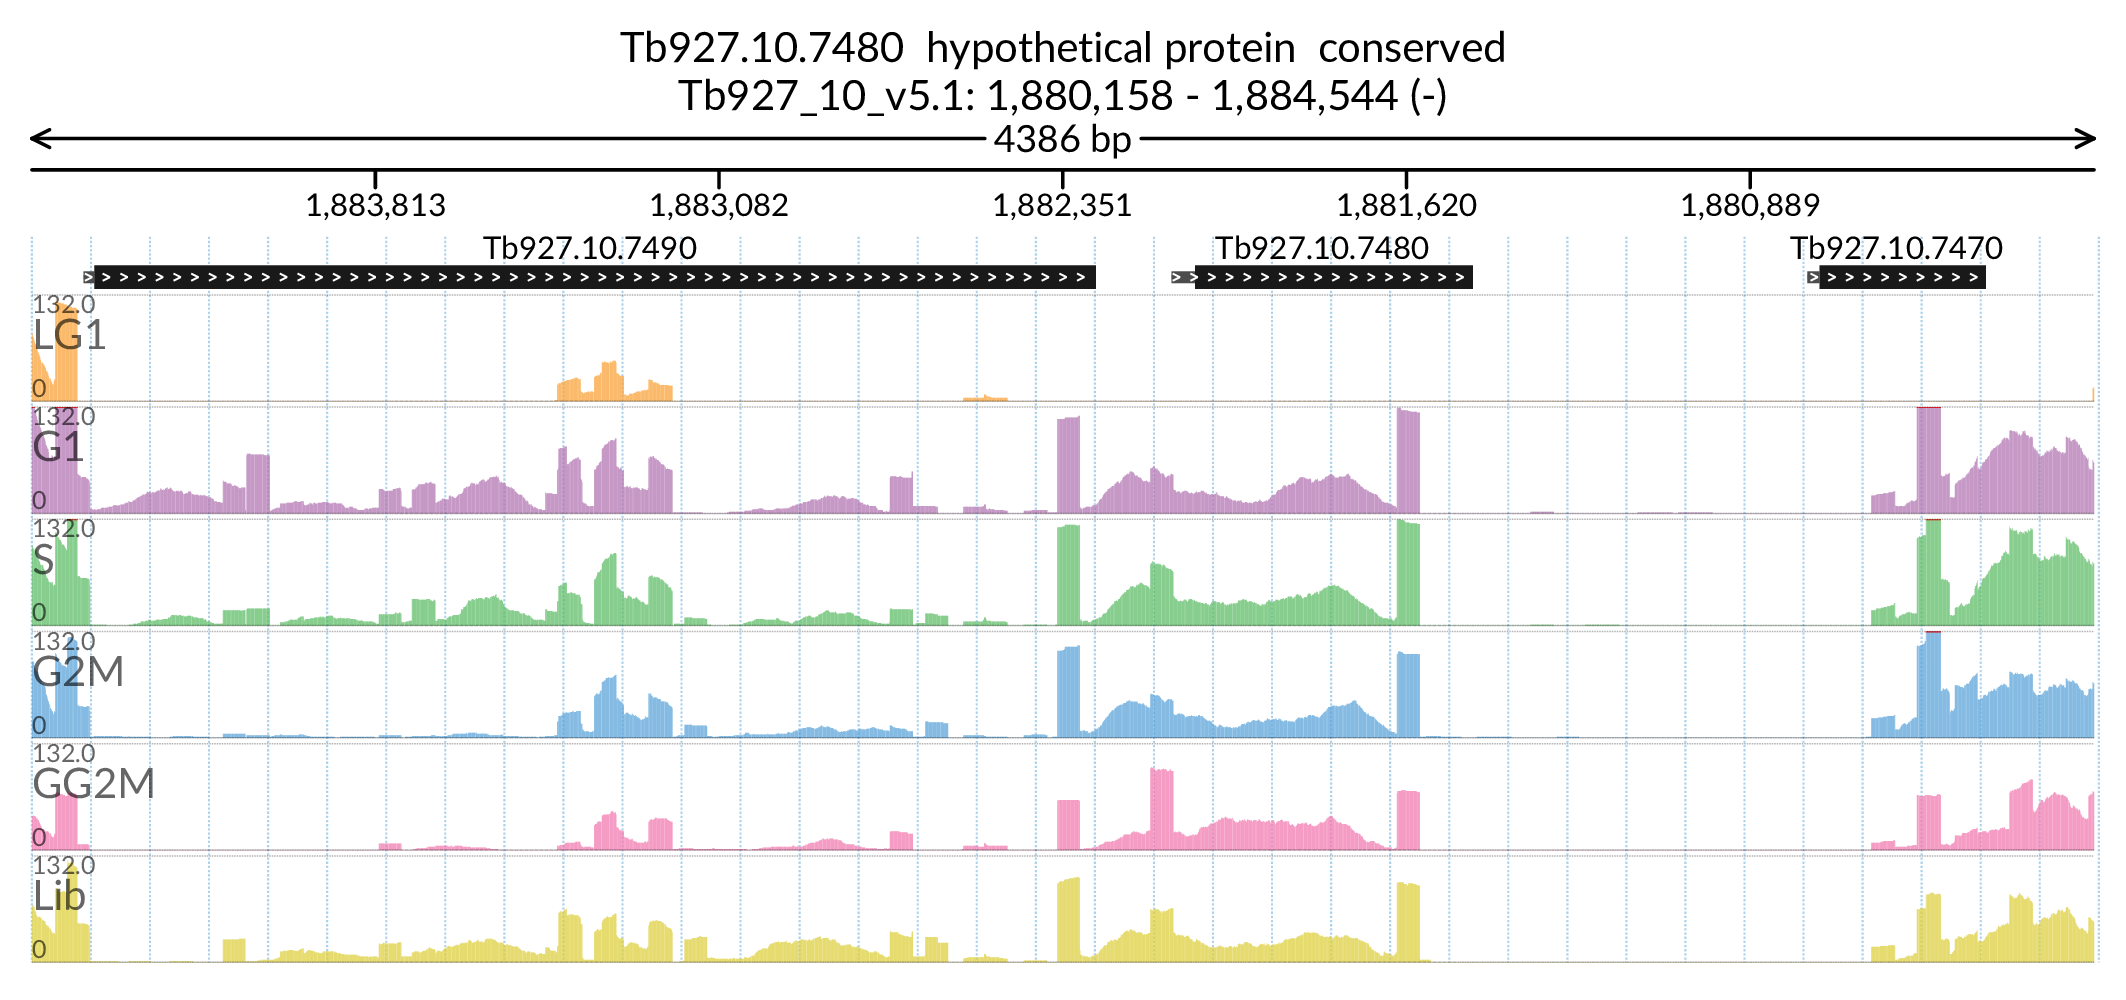 Tb927.10.7480 hypothetical protein conserved
Tb927_10_v5.1: 1,880,158 - 1,884,544 (-)
4386 bp
1,883,813 1,883,082 1,882,351 1,881,620 1,880,889
Tb927.10.7490 Tb927.10.7480 Tb927.10.7470
132.0
LG1
0
132.0
G1
0
132.0
S
0
132.0
G2M
0
132.0
GG2M
0
132.0
Lib
0